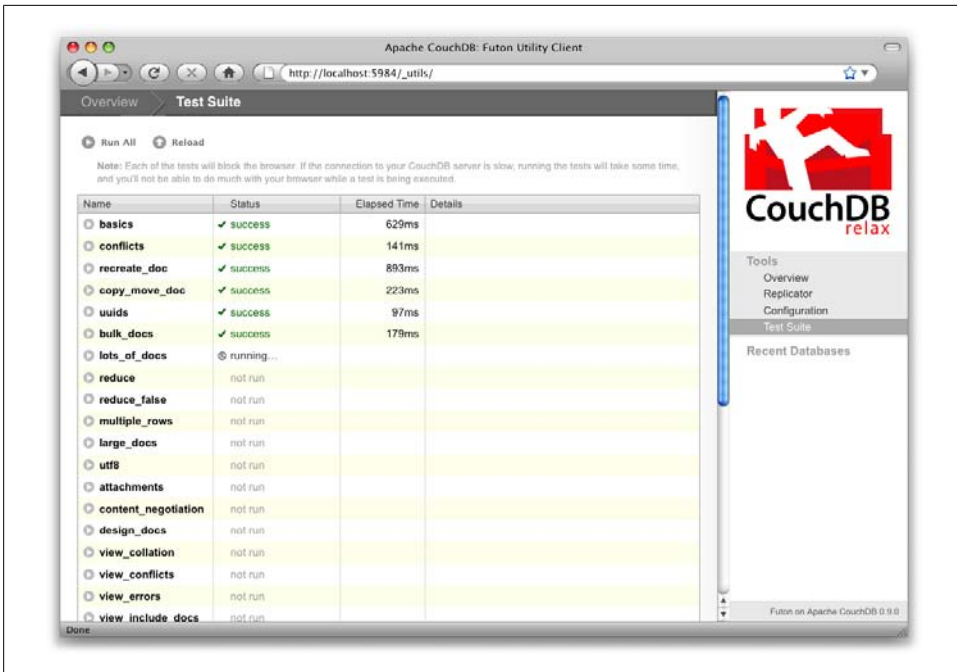 Apache CouchDB: Futon Utility Client
http://localhost:5984/_utils/
Overview Test Suite
Run All Reload
Note: Each of the tests will block the browser. If the connection to your CouchDB server is slow, running the tests will take some time,
and you'll not be able to do much with your browser while a test is being executed.
Name Status Elapsed Time Details
basics success 629ms
conflicts success 141ms
recreate_doc success 893ms
copy_move_doc success 223ms
uuids success 97ms
bulk_docs success 179ms
lots_of_docs running...
reduce not run
reduce_false not run
multiple_rows not run
large_docs not run
utf8 not run
attachments not run
content_negotiation not run
design_docs not run
view_collation not run
view_conflicts not run
view_errors not run
view_include_docs not run
Done
CouchDB
relax
Tools
Overview
Replicator
Configuration
Test Suite
Recent Databases
Futon on Apache CouchDB 0.9.0